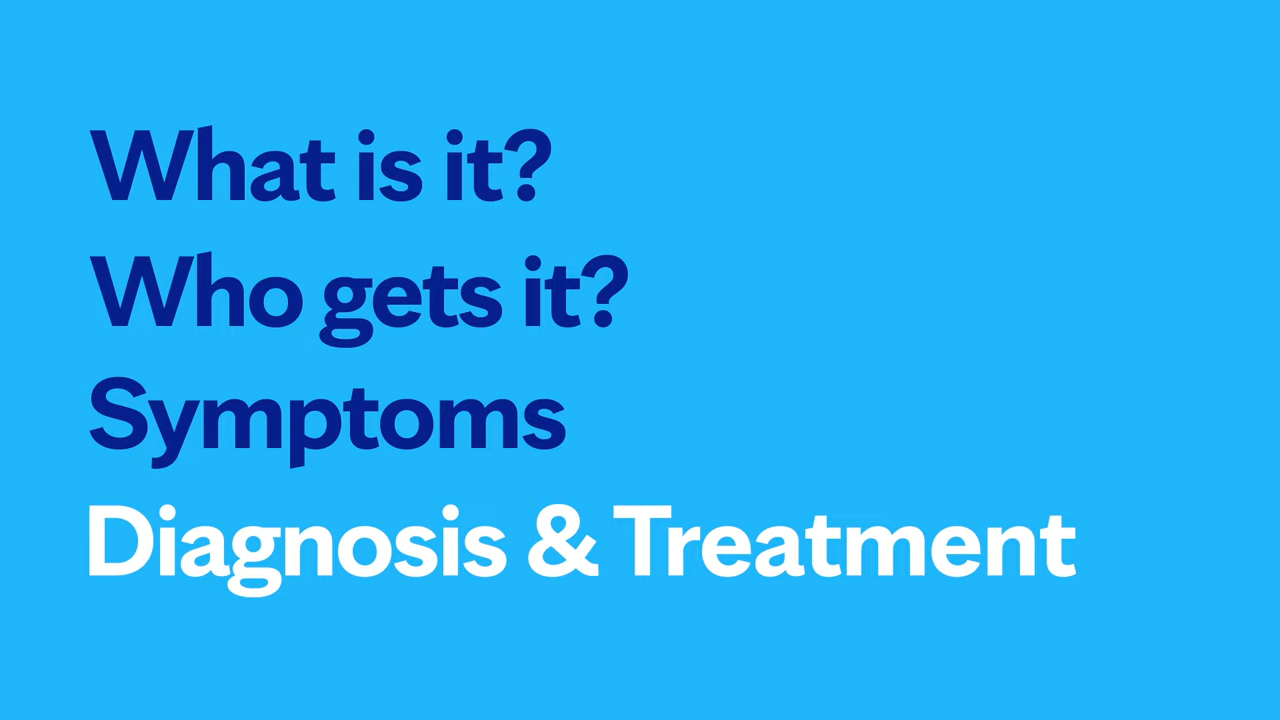 What is it?
Who gets it?
Symptoms
Diagnosis & Treatment